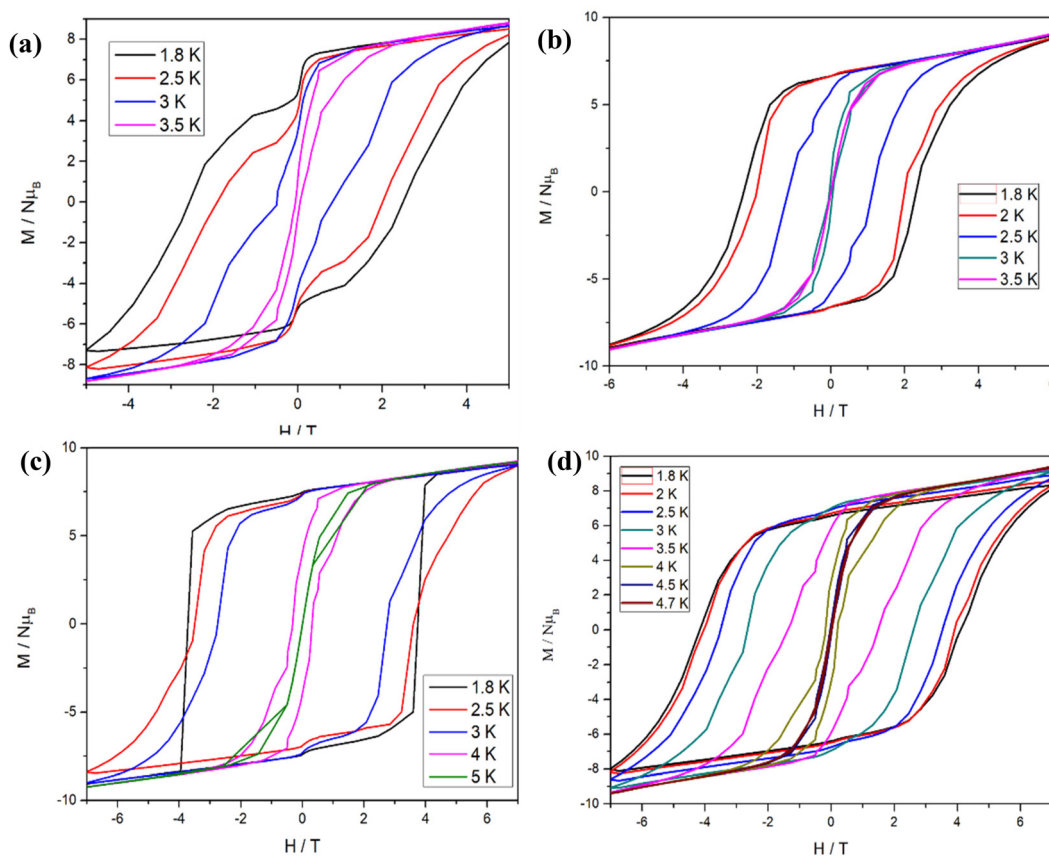 (a)
1.8 K
2.5 K
3 K
3.5 K
M / Nμ_B
8
6
4
2
0
-2
-4
-6
-8
-4 -2 0 2 4
H / T
(b)
1.8 K
2 K
2.5 K
3 K
3.5 K
M / Nμ_B
10
5
0
-5
-10
-6 -4 -2 0 2 4 6
H / T
(c)
1.8 K
2.5 K
3 K
4 K
5 K
M / Nμ_B
10
5
0
-5
-10
-6 -4 -2 0 2 4 6
H / T
(d)
1.8 K
2 K
2.5 K
3 K
3.5 K
4 K
4.5 K
4.7 K
M / Nμ_B
10
8
6
4
2
0
-2
-4
-6
-8
-10
-6 -4 -2 0 2 4 6
H / T